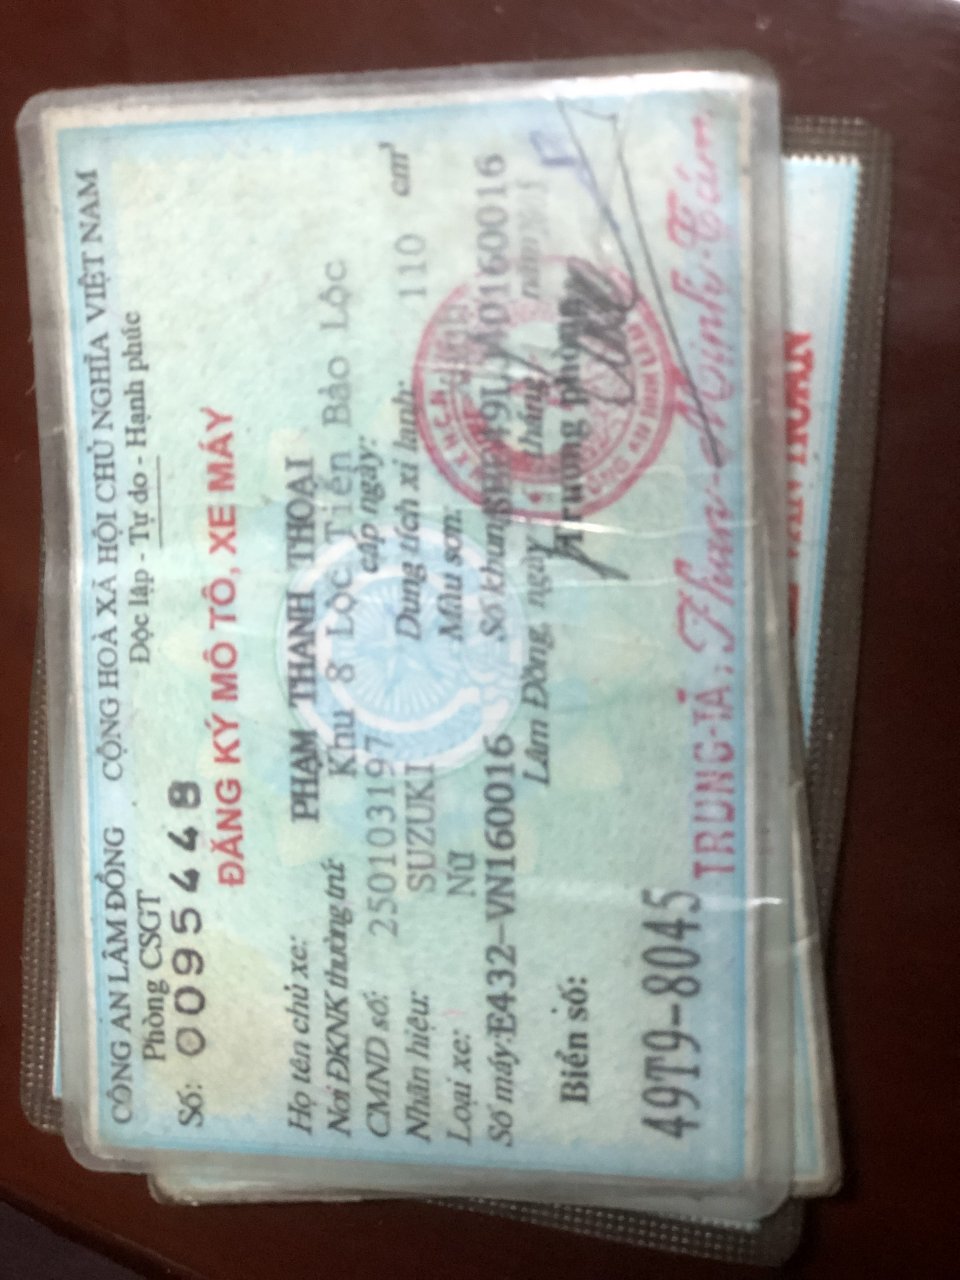 CÔNG AN LÂM ĐỒNG CỘNG HOÀ XÃ HỘI CHỦ NGHĨA VIỆT NAM
Phòng CSGT Độc lập - Tự do - Hạnh phúc
Số: 0095448
ĐĂNG KÝ MÔ TÔ, XE MÁY
Họ tên chủ xe: PHẠM THANH THOẠI
Nơi ĐKNK thường trú: Khu 8 Lộc Tiến Bảo Lộc
CMND số: 250103197 cấp ngày:
Nhãn hiệu: SUZUKI Dung tích xi lanh: 110 cm³
Loại xe: Nữ Màu sơn:
Số máy: E432-VN1600016 Số khung:
Lâm Đồng, ngày tháng năm
Biển số: Trưởng phòng
49T9-8045
TRUNG-TÁ: Phan-Minh-Tám